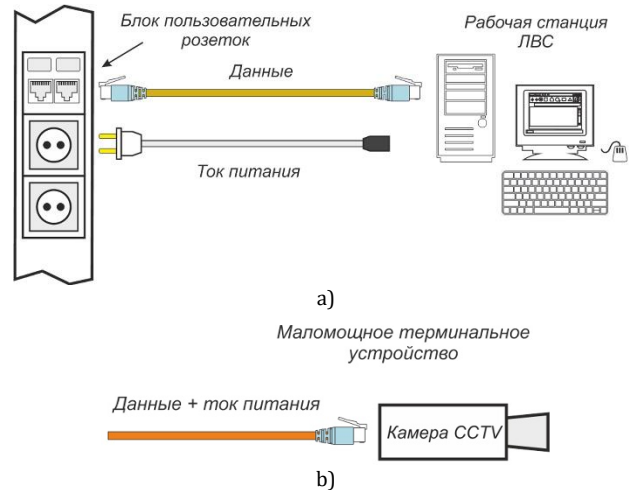 Блок пользовательских
розеток
Рабочая станция
ЛВС
Данные
Ток питания
a)
Маломощное терминальное
устройство
Данные + ток питания
Камера CCTV
b)